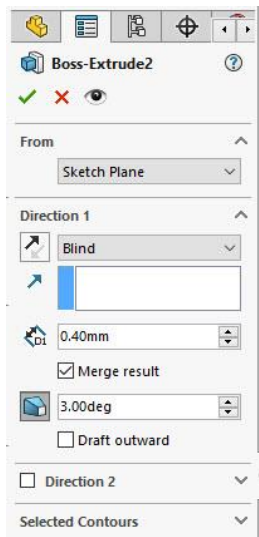 Boss-Extrude2
?
From
Sketch Plane
Direction 1
Blind
D1
0.40mm
Merge result
3.00deg
Draft outward
Direction 2
Selected Contours